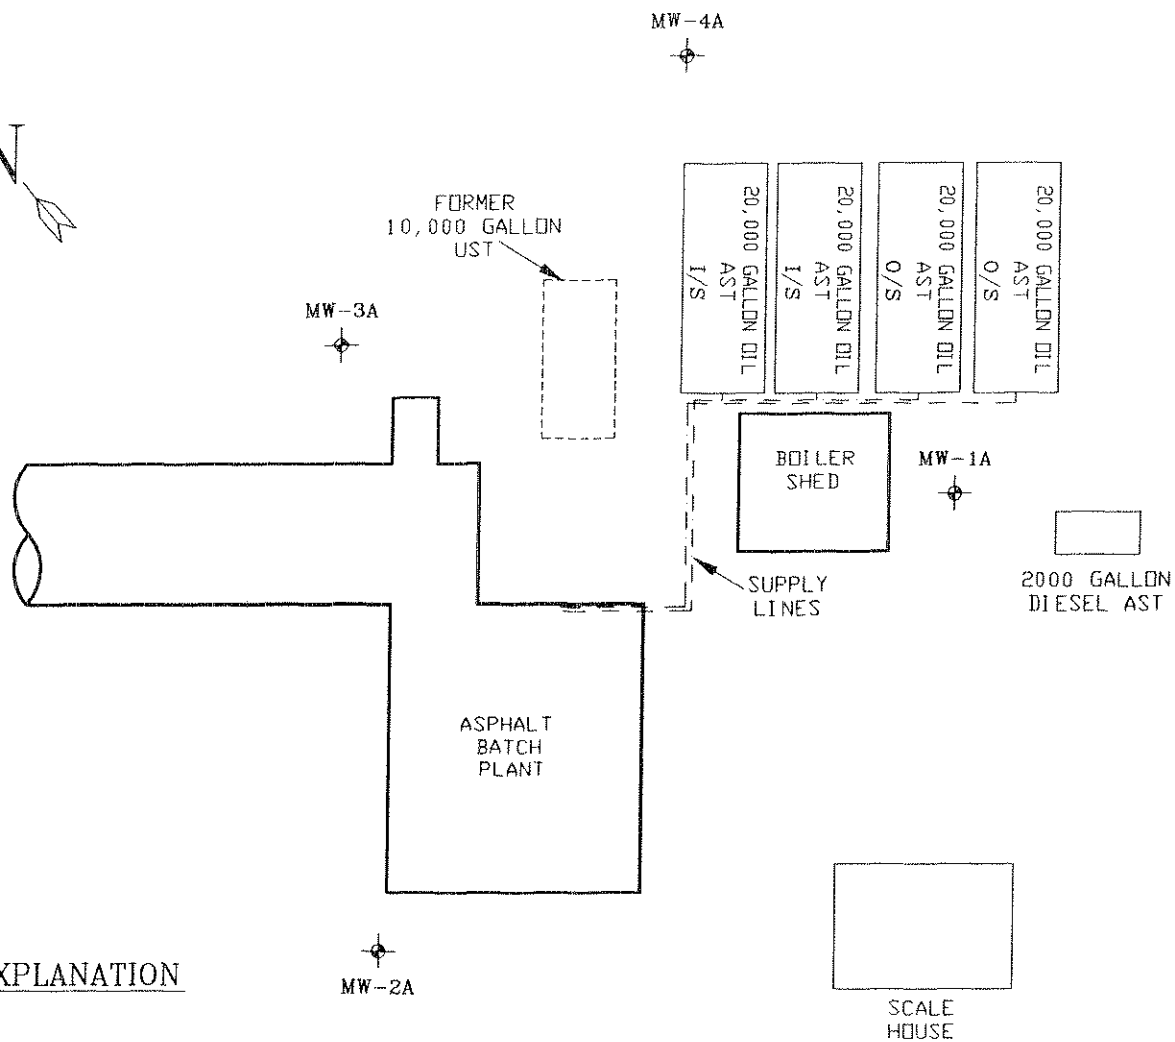 MW-4A
N
FORMER
10,000 GALLON
UST
20,000 GALLON OIL
AST
I/S
20,000 GALLON OIL
AST
I/S
20,000 GALLON OIL
AST
O/S
20,000 GALLON OIL
AST
O/S
MW-3A
BOILER
SHED
MW-1A
SUPPLY
LINES
2000 GALLON
DIESEL AST
ASPHALT
BATCH
PLANT
MW-2A
XPLANATION
SCALE
HOUSE